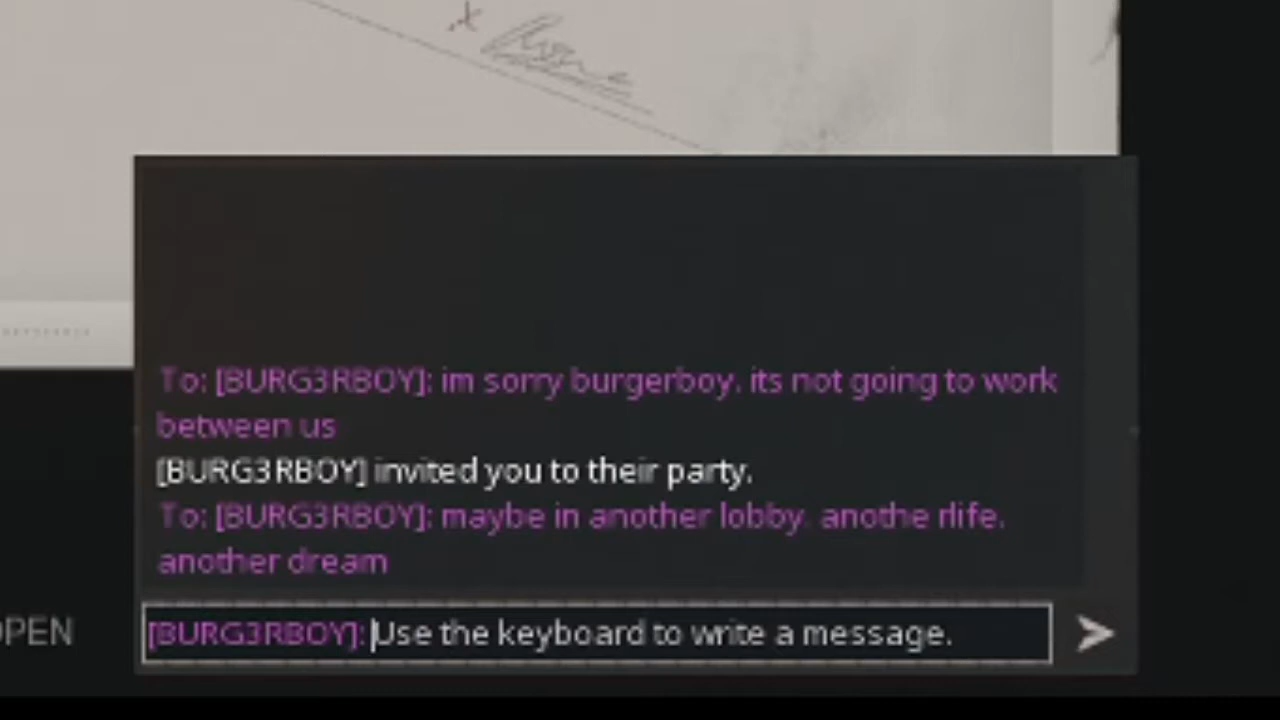 To: [BURG3RBOY]: im sorry burgerboy. its not going to work
between us
[BURG3RBOY] invited you to their party.
To: [BURG3RBOY]: maybe in another lobby. anothe rlife.
another dream
OPEN
[BURG3RBOY]: Use the keyboard to write a message.